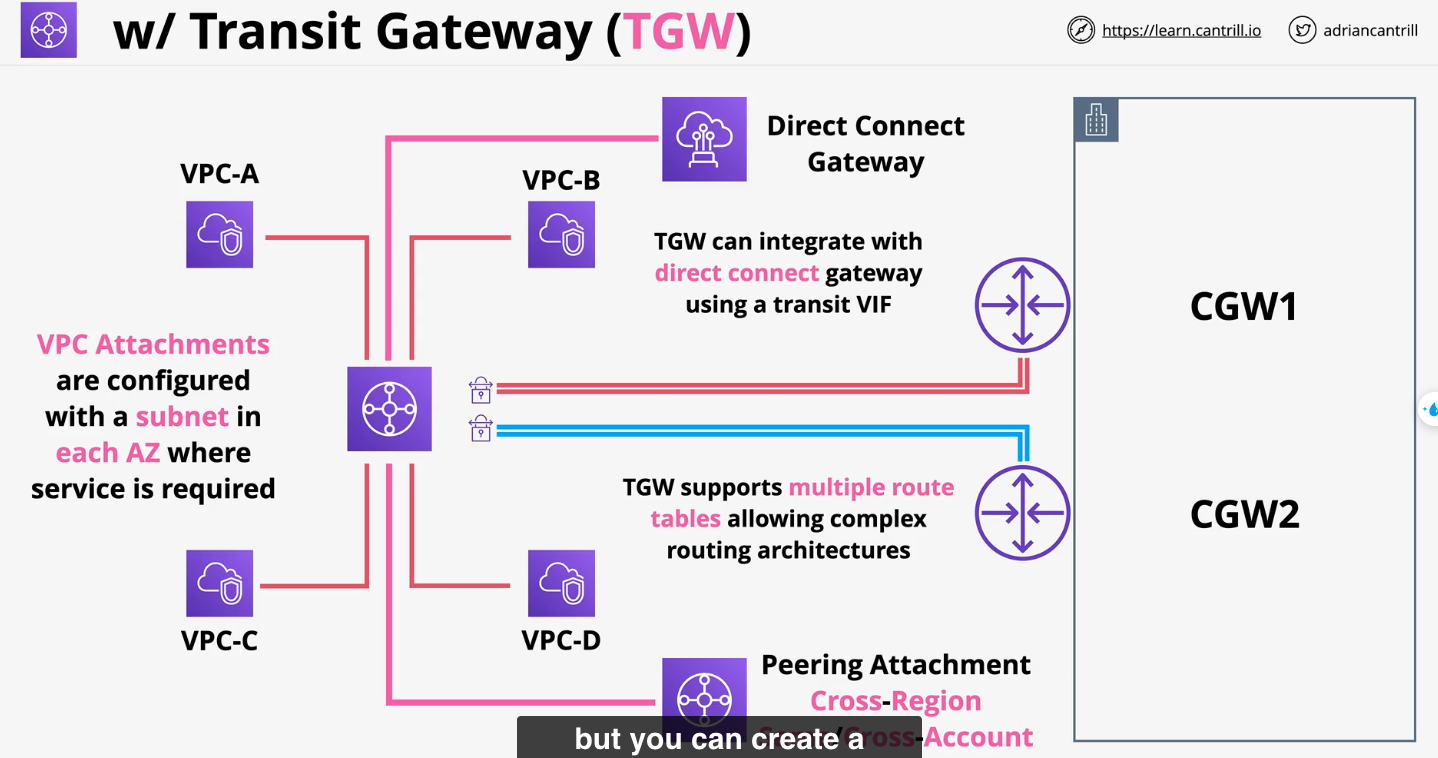 w/ Transit Gateway (TGW)
https://learn.cantrill.io
adriancantrill
Direct Connect
Gateway
VPC-A
VPC-B
TGW can integrate with
direct connect gateway
using a transit VIF
CGW1
VPC Attachments
are configured
with a subnet in
each AZ where
service is required
TGW supports multiple route
tables allowing complex
routing architectures
CGW2
VPC-C
VPC-D
Peering Attachment
Cross-Region
/Cross-Account
but you can create a